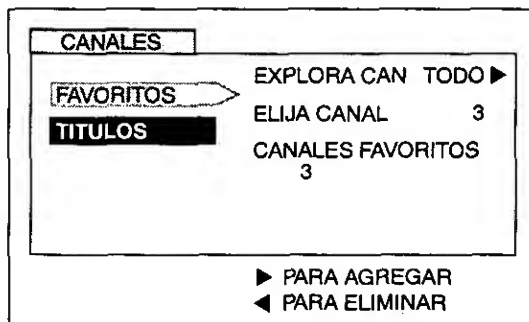 CANALES
FAVORITOS
TITULOS
EXPLORA CAN TODO ▶
ELIJA CANAL 3
CANALES FAVORITOS
3
▶ PARA AGREGAR
◀ PARA ELIMINAR